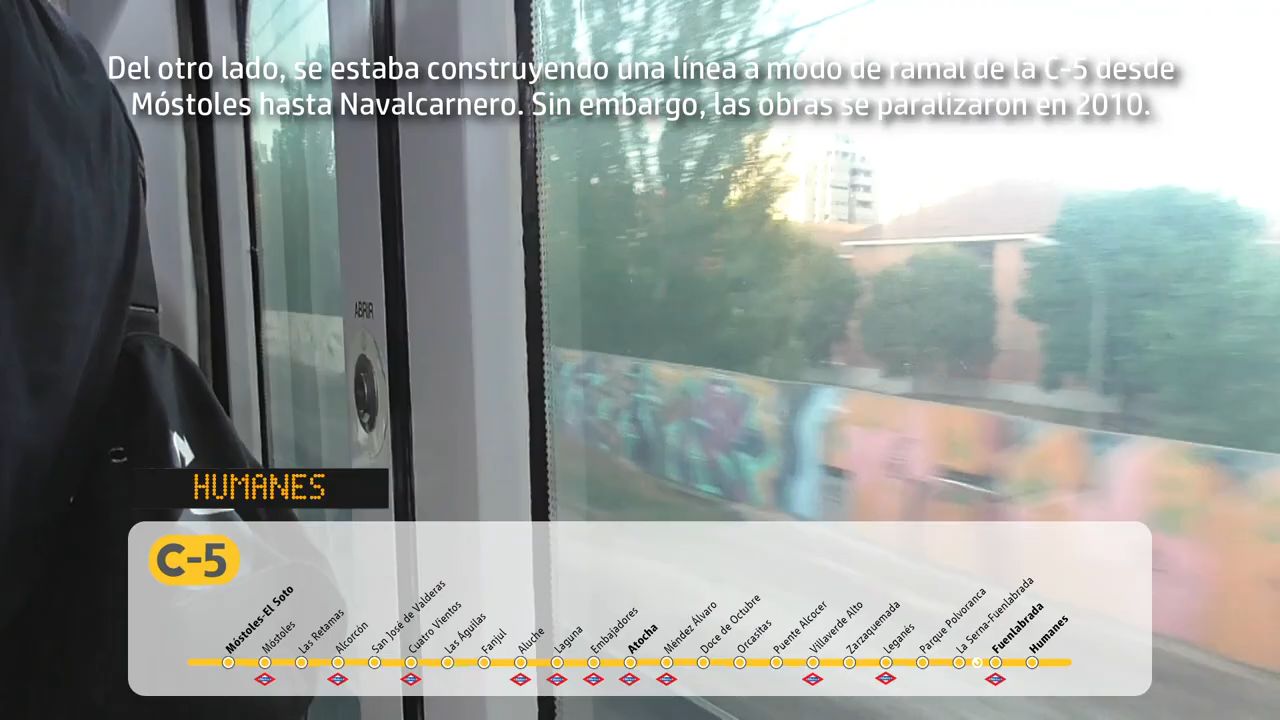 Del otro lado, se estaba construyendo una línea a modo de ramal de la C-5 desde
Móstoles hasta Navalcarnero. Sin embargo, las obras se paralizaron en 2010.
ABRIR
HUMANES
C-5
Móstoles-El Soto
Móstoles
Las Retamas
Alcorcón
San José de Valderas
Cuatro Vientos
Las Águilas
Fanjul
Aluche
Laguna
Embajadores
Atocha
Méndez Álvaro
Doce de Octubre
Orcasitas
Puente Alcocer
Villaverde Alto
Zarzaquemada
Leganés
Parque Polvoranca
La Serna-Fuenlabrada
Fuenlabrada
Humanes